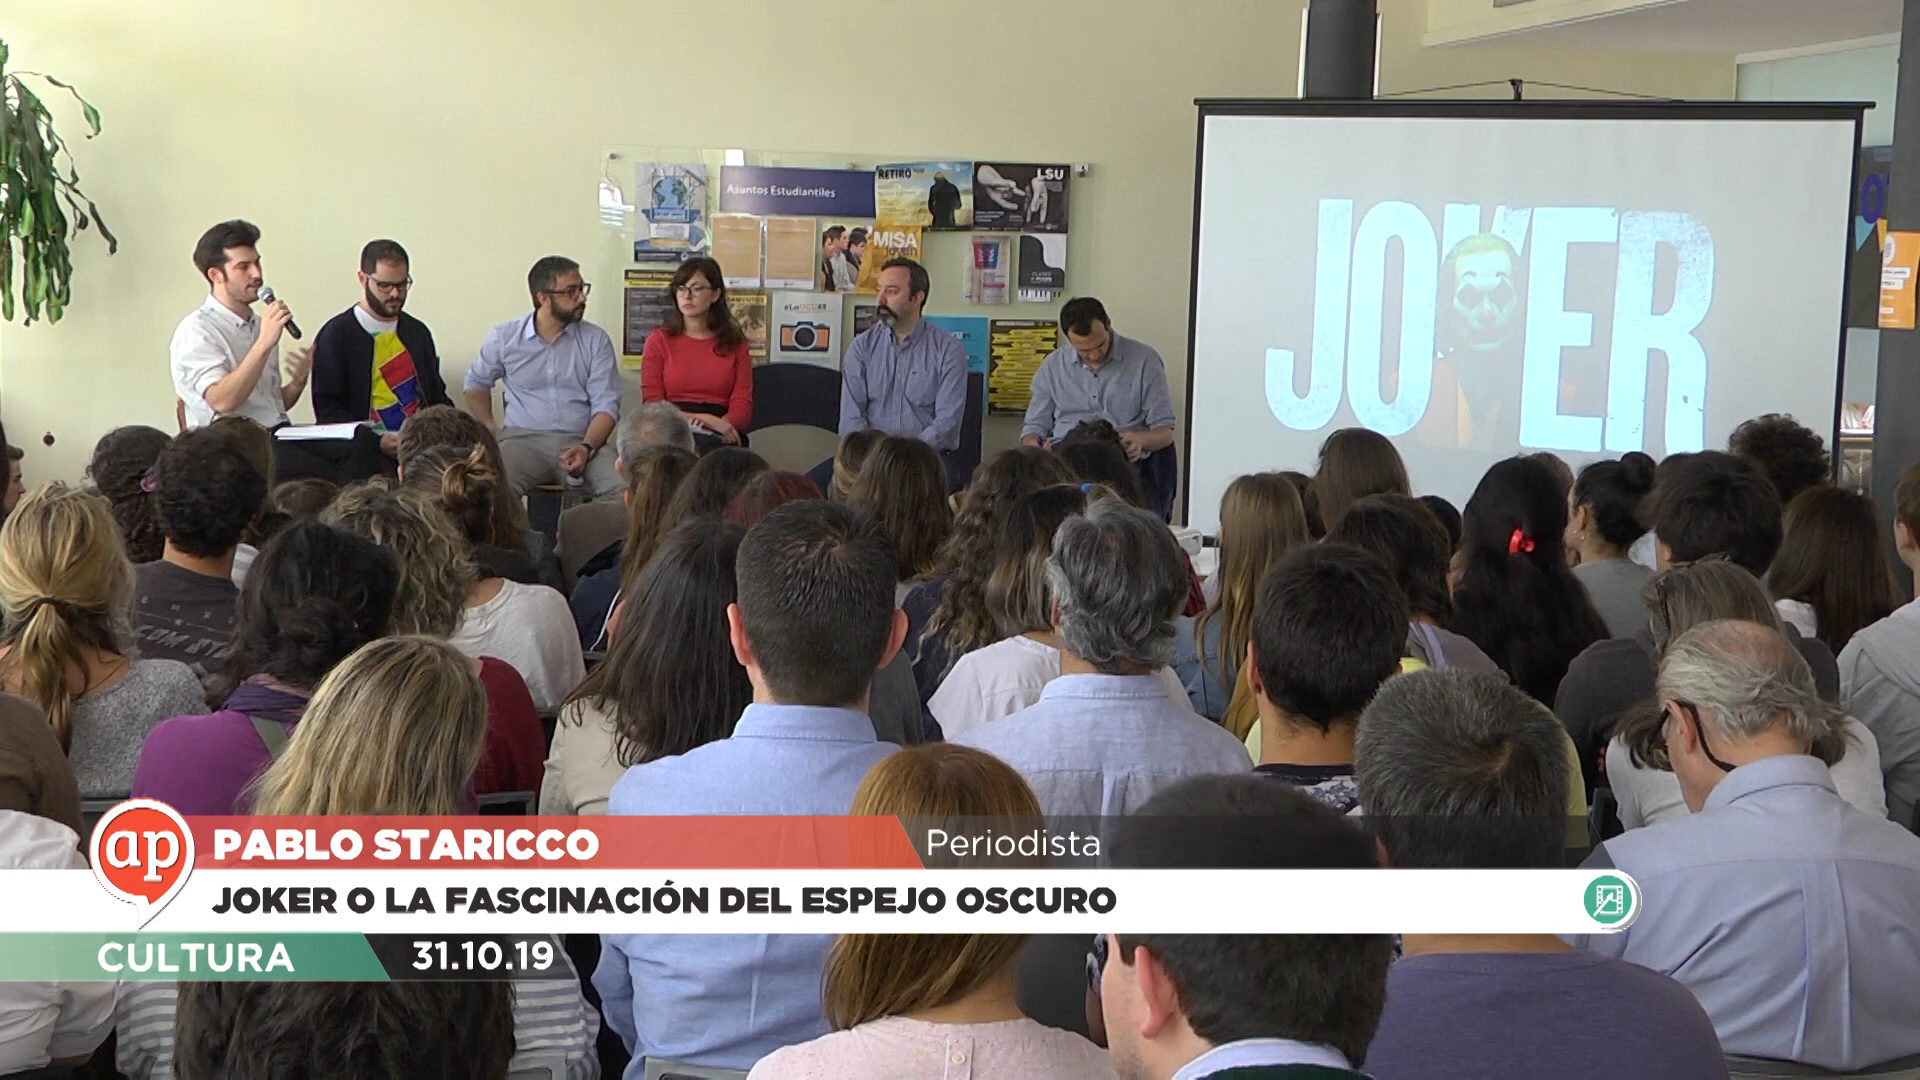 Asuntos Estudiantiles
RETIRO
LSU
MISA
joven
JOKER
ap
PABLO STARICCO
Periodista
JOKER O LA FASCINACIÓN DEL ESPEJO OSCURO
CULTURA
31.10.19